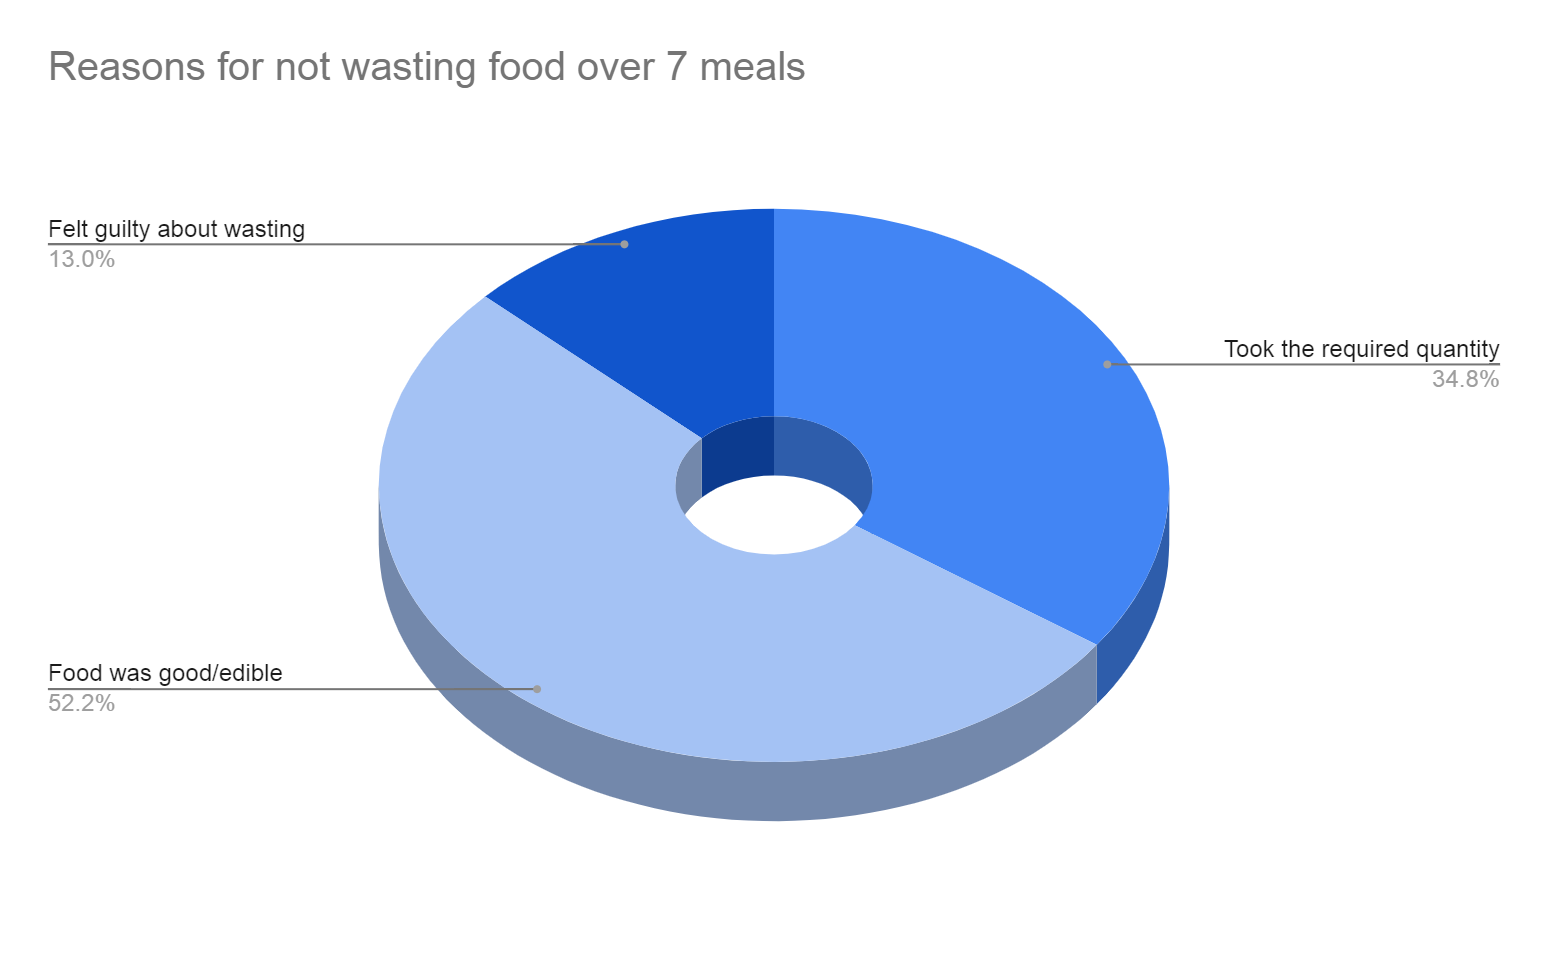 Reasons for not wasting food over 7 meals
Felt guilty about wasting
13.0%
Took the required quantity
34.8%
Food was good/edible
52.2%